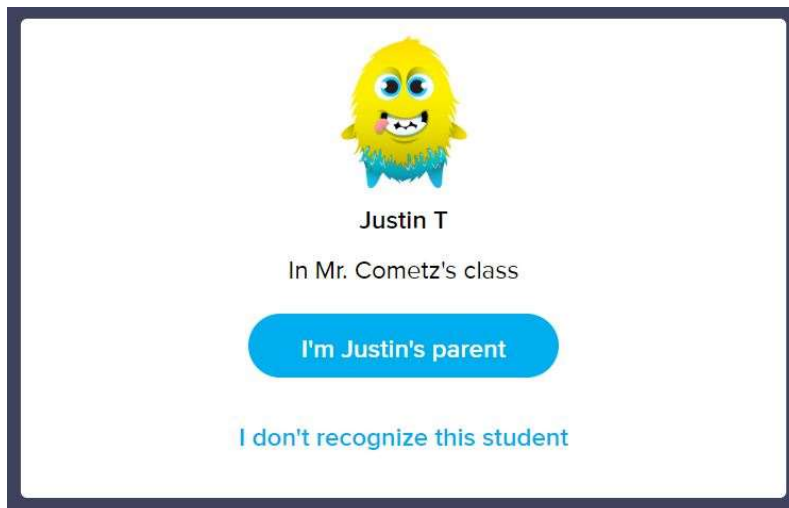 Justin T
In Mr. Cometz's class
I'm Justin's parent
I don't recognize this student